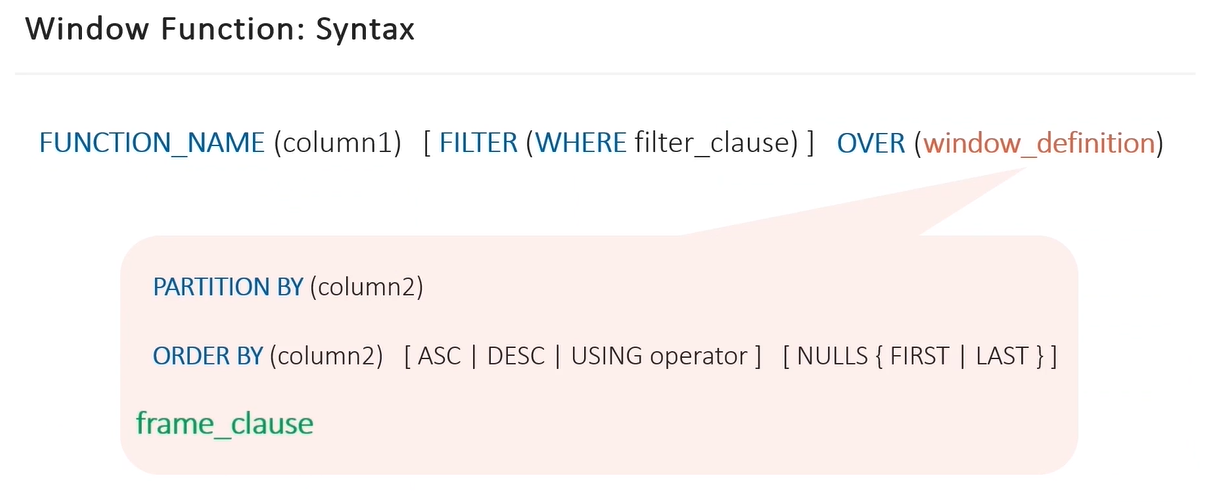 Window Function: Syntax
FUNCTION_NAME (column1) [ FILTER (WHERE filter_clause) ] OVER (window_definition)
PARTITION BY (column2)
ORDER BY (column2) [ ASC | DESC | USING operator ] [ NULLS { FIRST | LAST } ]
frame_clause